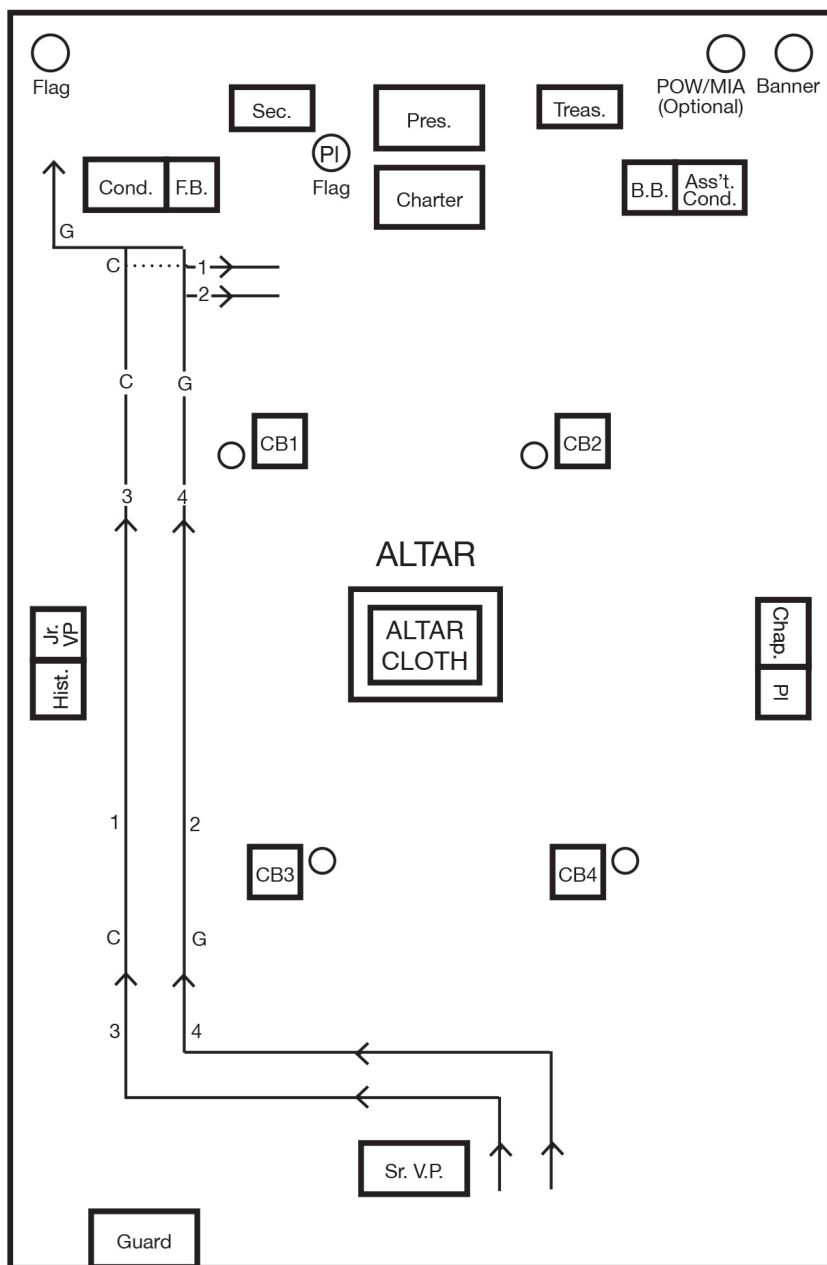 Flag
POW/MIA
(Optional)
Banner
Sec.
Pres.
Treas.
PI
Flag
Cond.
F.B.
Charter
B.B.
Ass't.
Cond.
G
C
1
2
C
G
CB1
CB2
3
4
ALTAR
ALTAR
CLOTH
Jr.
VP
Hist.
Chap.
PI
1
2
CB3
CB4
C
G
3
4
Sr. V.P.
Guard